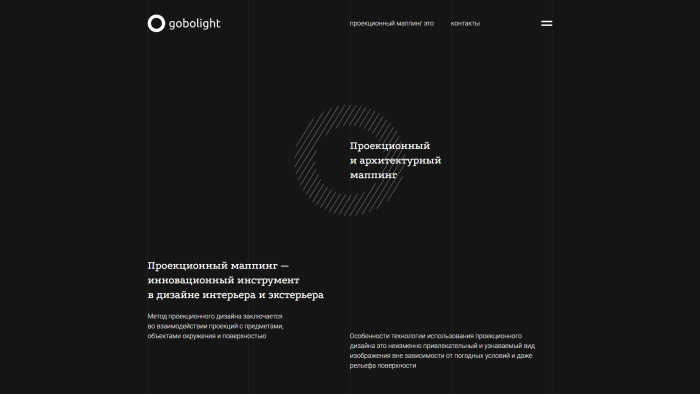 gobolight
проекционный маппинг это
контакты
Проекционный
и архитектурный
маппинг
Проекционный маппинг —
инновационный инструмент
в дизайне интерьера и экстерьера
Метод проекционного дизайна заключается
во взаимодействии проекций с предметами,
объектами окружения и поверхностью
Особенности технологии использования проекционного
дизайна это неизменно привлекательный и узнаваемый вид
изображения вне зависимости от погодных условий и даже
рельефа поверхности